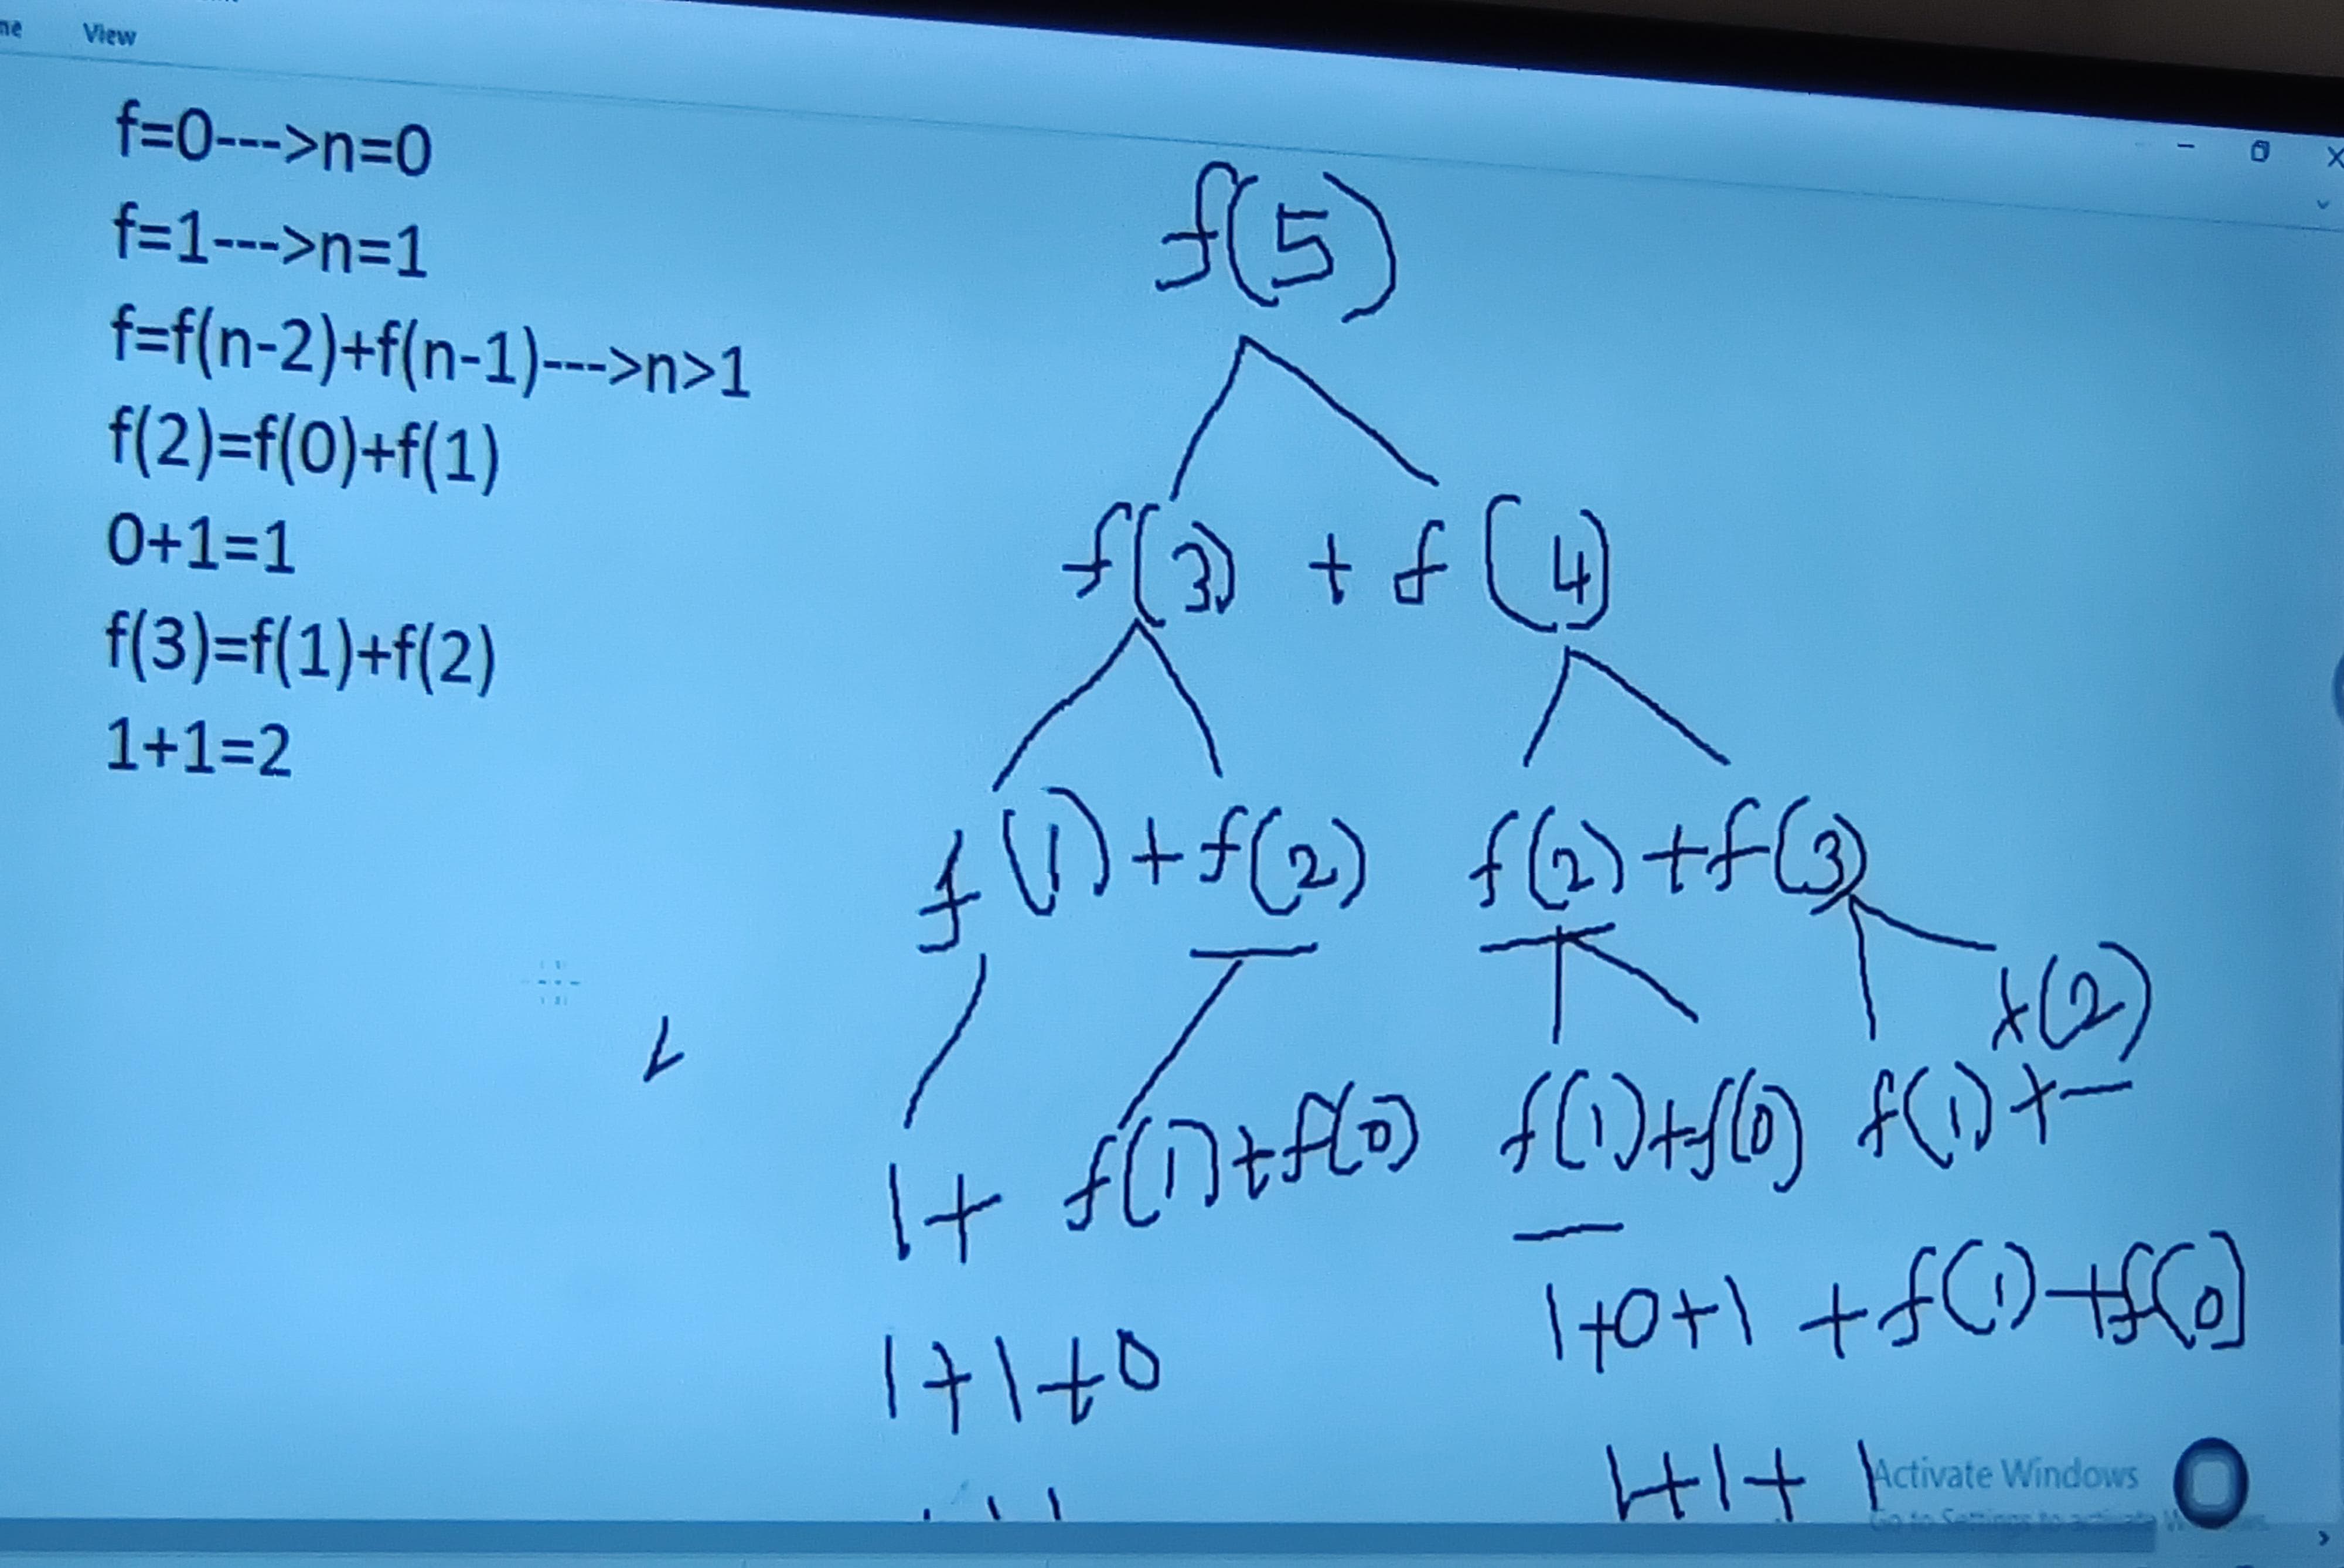 View
f=0--->n=0
f=1--->n=1
f=f(n-2)+f(n-1)--->n>1
f(2)=f(0)+f(1)
0+1=1
f(3)=f(1)+f(2)
1+1=2
f(5)
f(3) + f(4)
f(1)+f(2) f(2)+f(3)
f(2)
1+ f(1)+f(0) f(1)+f(0) f(1)+
1+0+1 +f(1)+f(0)
1+1+0
1+1+1
Activate Windows
Go to Settings to activate Windows.